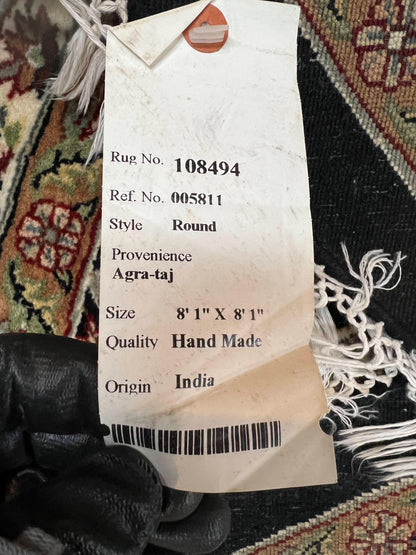 Rug No. 108494
Ref. No. 005811
Style Round
Provenience
Agra-taj
Size 8' 1" X 8' 1"
Quality Hand Made
Origin India